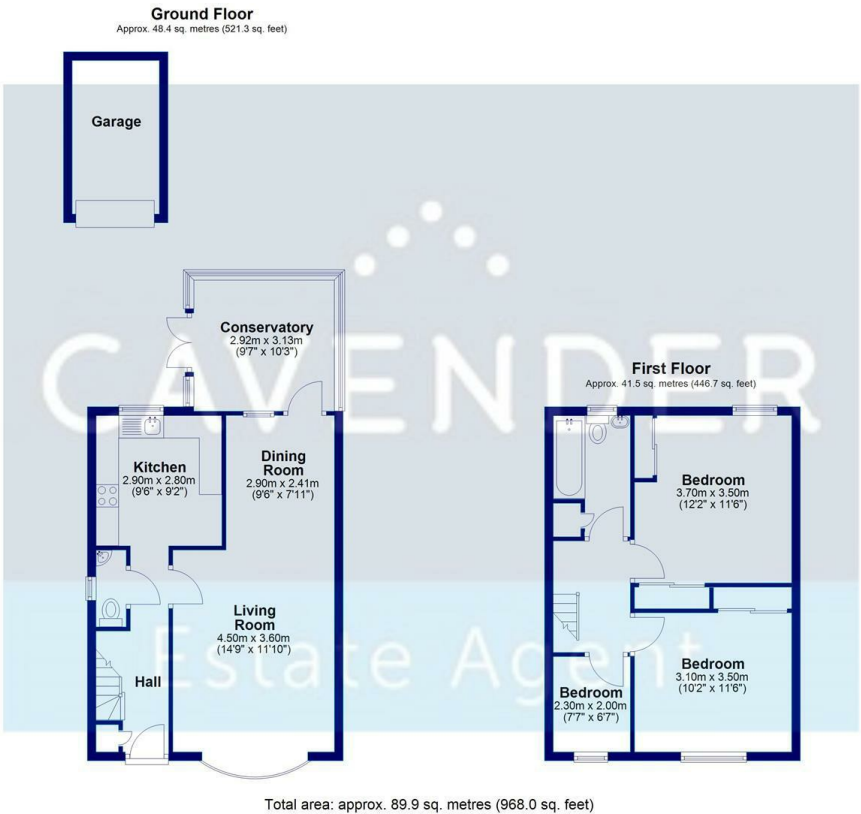 Ground Floor
Approx. 48.4 sq. metres (521.3 sq. feet)
Garage
Conservatory
2.92m x 3.13m
(9'7" x 10'3")
CAVENDER
First Floor
Approx. 41.5 sq. metres (446.7 sq. feet)
Kitchen
2.90m x 2.80m
(9'6" x 9'2")
Dining
Room
2.90m x 2.41m
(9'6" x 7'11")
Bedroom
3.70m x 3.50m
(12'2" x 11'6")
Living
Room
4.50m x 3.60m
(14'9" x 11'10")
Estate Agent
Hall
Bedroom
2.30m x 2.00m
(7'7" x 6'7")
Bedroom
3.10m x 3.50m
(10'2" x 11'6")
Total area: approx. 89.9 sq. metres (968.0 sq. feet)